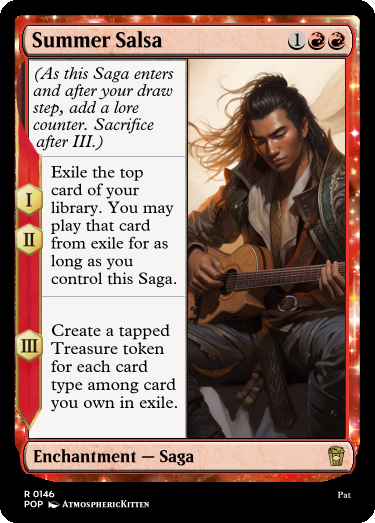 Summer Salsa 1
(As this Saga enters
and after your draw
step, add a lore
counter. Sacrifice
after III.)
I
II
Exile the top
card of your
library. You may
play that card
from exile for as
long as you
control this Saga.
III
Create a tapped
Treasure token
for each card
type among card
you own in exile.
Enchantment — Saga
R 0146
POP AtmosphericKitten
Pat